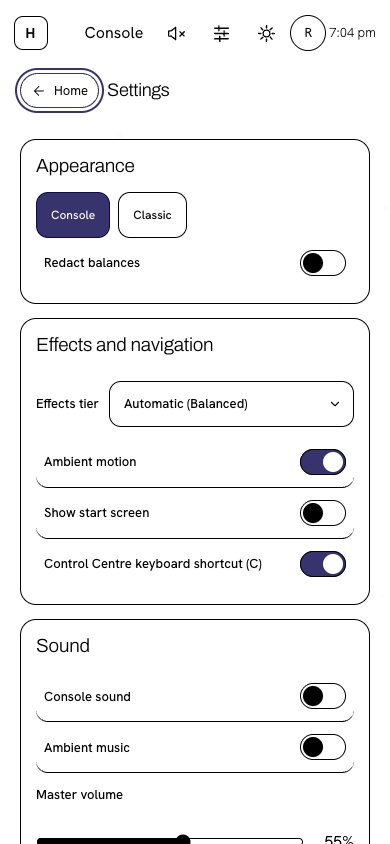 H Console R 7:04 pm
← Home Settings
Appearance
Console Classic
Redact balances
Effects and navigation
Effects tier Automatic (Balanced)
Ambient motion
Show start screen
Control Centre keyboard shortcut (C)
Sound
Console sound
Ambient music
Master volume
55%